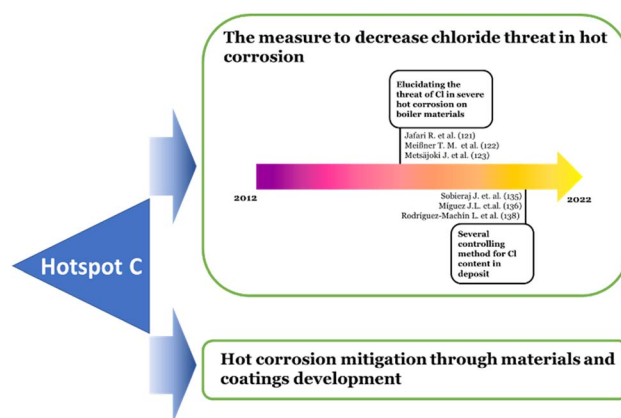 The measure to decrease chloride threat in hot
corrosion
Elucidating the
threat of Cl in severe
hot corrosion on
boiler materials
Jafari R. et al. (121)
Meißner T. M. et al. (122)
Metsäjoki J. et al. (123)
2012
2022
Sobieraj J. et. al (135)
Míguez J.L. et.al (136)
Rodríguez-Machín L. et al. (138)
Several
controlling
method for Cl
content in
deposit
Hotspot C
Hot corrosion mitigation through materials and
coatings development